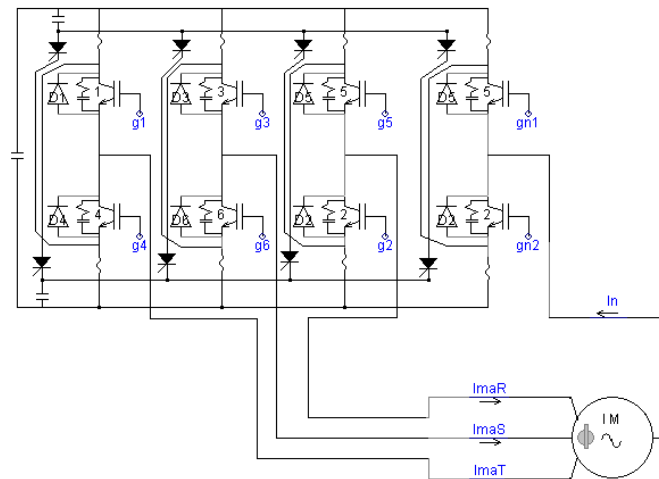 D1 1 D3 3 D5 5 D5 5
g1 g3 g5 gn1
D4 4 D6 6 D2 2 D2 2
g4 g6 g2 gn2
In
ImaR
IM
ImaS
ImaT